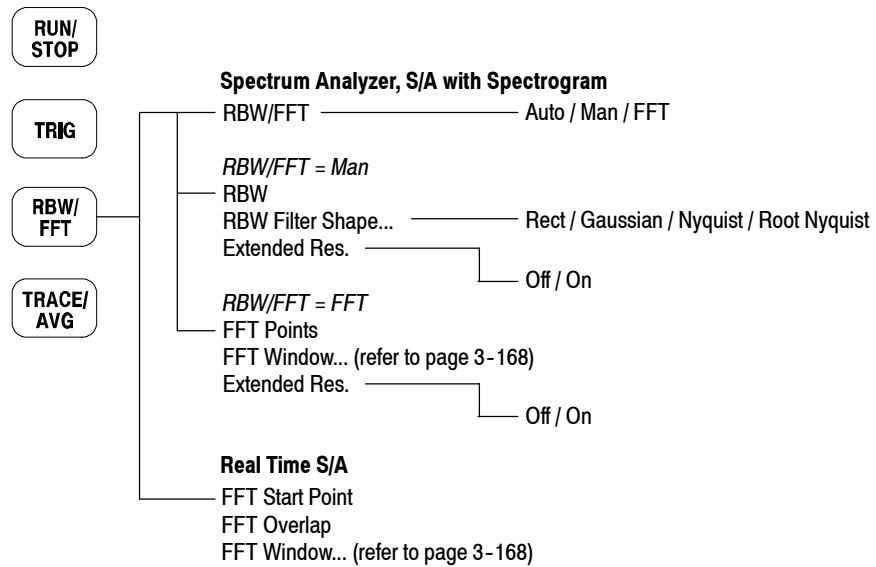 RUN/
STOP
TRIG
RBW/
FFT
TRACE/
AVG
Spectrum Analyzer, S/A with Spectrogram
RBW/FFT Auto / Man / FFT
RBW/FFT = Man
RBW
RBW Filter Shape... Rect / Gaussian / Nyquist / Root Nyquist
Extended Res.
Off / On
RBW/FFT = FFT
FFT Points
FFT Window... (refer to page 3-168)
Extended Res.
Off / On
Real Time S/A
FFT Start Point
FFT Overlap
FFT Window... (refer to page 3-168)